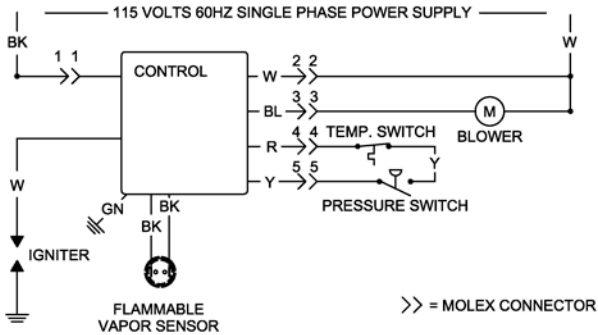 115 VOLTS 60HZ SINGLE PHASE POWER SUPPLY
BK
W
1 1
CONTROL
W 2 2
BL 3 3
M
BLOWER
R 4 4
TEMP. SWITCH
Y
Y 5 5
PRESSURE SWITCH
W
GN
BK
BK
IGNITER
FLAMMABLE
VAPOR SENSOR
>> = MOLEX CONNECTOR